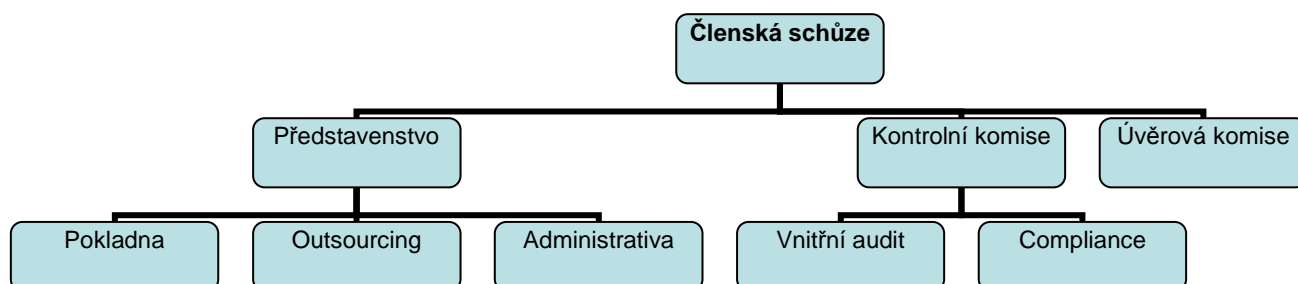 Členská schůze
Představenstvo
Kontrolní komise
Úvěrová komise
Pokladna
Outsourcing
Administrativa
Vnitřní audit
Compliance